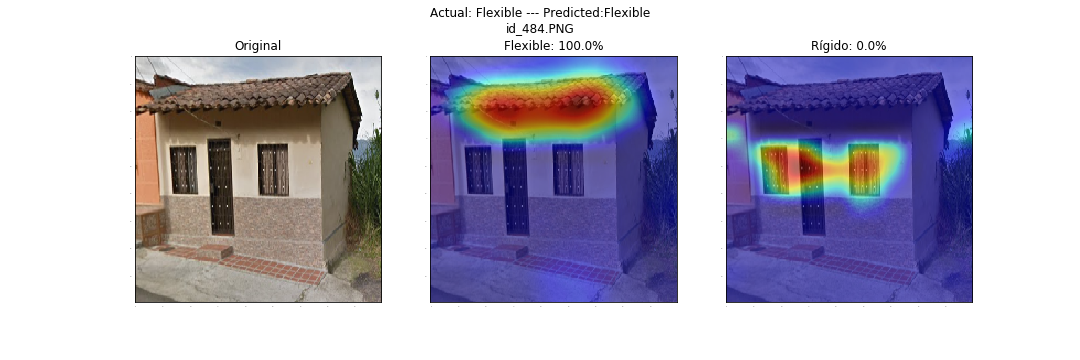 Actual: Flexible --- Predicted:Flexible
id_484.PNG
Original
Flexible: 100.0%
Rígido: 0.0%